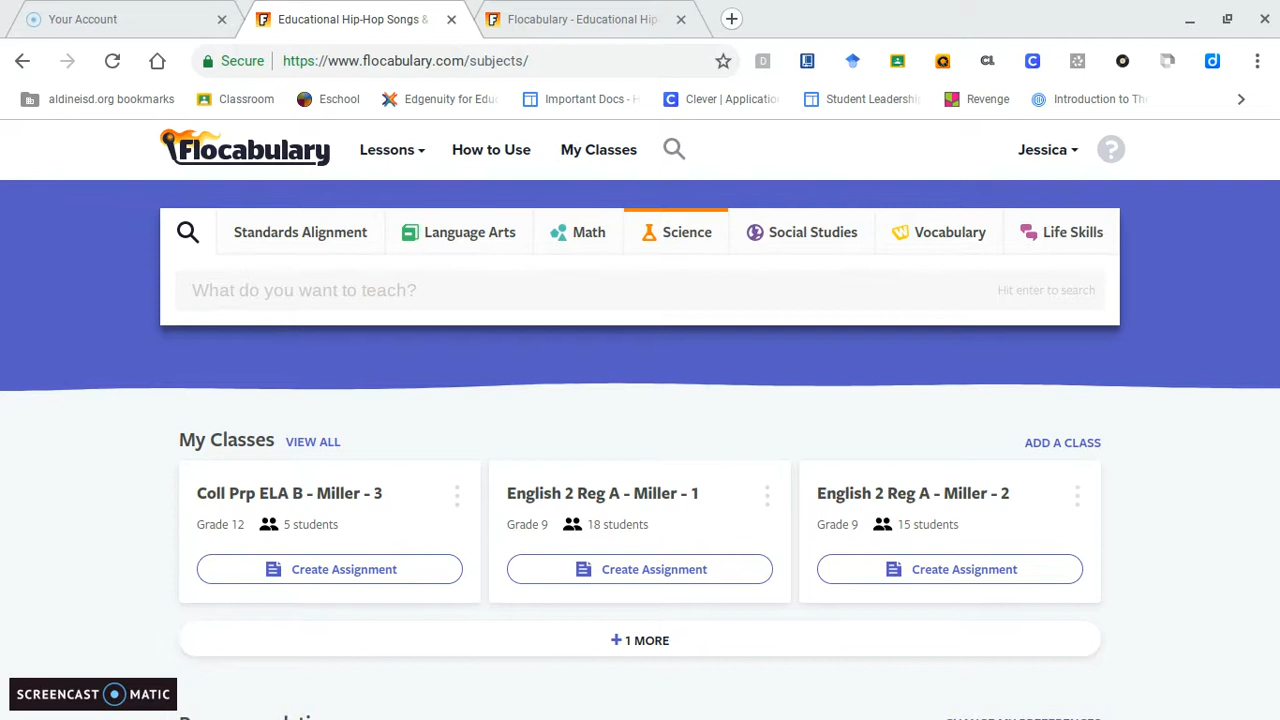 Your Account
Educational Hip-Hop Songs &
Flocabulary - Educational Hip
Secure
https://www.flocabulary.com/subjects/
aldineisd.org bookmarks
Classroom
Eschool
Edgenuity for Educ
Important Docs - H
Clever | Application
Student Leadership
Revenge
Introduction to Th
Flocabulary
Lessons
How to Use
My Classes
Jessica
?
Standards Alignment
Language Arts
Math
Science
Social Studies
Vocabulary
Life Skills
What do you want to teach?
Hit enter to search
My Classes
VIEW ALL
ADD A CLASS
Coll Prp ELA B - Miller - 3
Grade 12
5 students
Create Assignment
English 2 Reg A - Miller - 1
Grade 9
18 students
Create Assignment
English 2 Reg A - Miller - 2
Grade 9
15 students
Create Assignment
+ 1 MORE
SCREENCAST MATIC